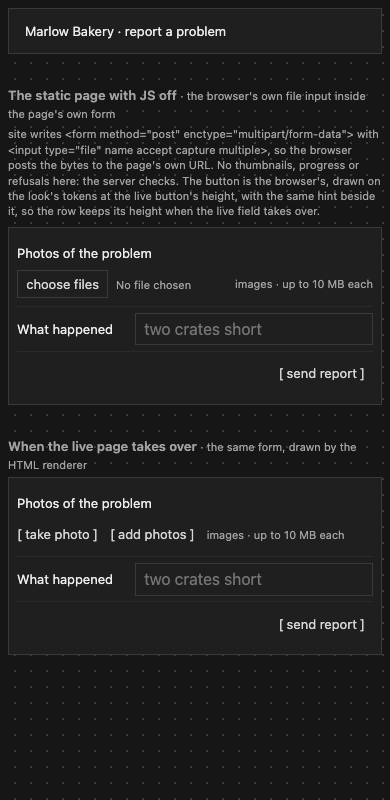 Marlow Bakery · report a problem
The static page with JS off · the browser's own file input inside
the page's own form
site writes <form method="post" enctype="multipart/form-data"> with
<input type="file" name accept capture multiple>, so the browser
posts the bytes to the page's own URL. No thumbnails, progress or
refusals here: the server checks. The button is the browser's, drawn on
the look's tokens at the live button's height, with the same hint beside
it, so the row keeps its height when the live field takes over.
Photos of the problem
choose files No file chosen images · up to 10 MB each
What happened two crates short
[ send report ]
When the live page takes over · the same form, drawn by the
HTML renderer
Photos of the problem
[ take photo ] [ add photos ] images · up to 10 MB each
What happened two crates short
[ send report ]